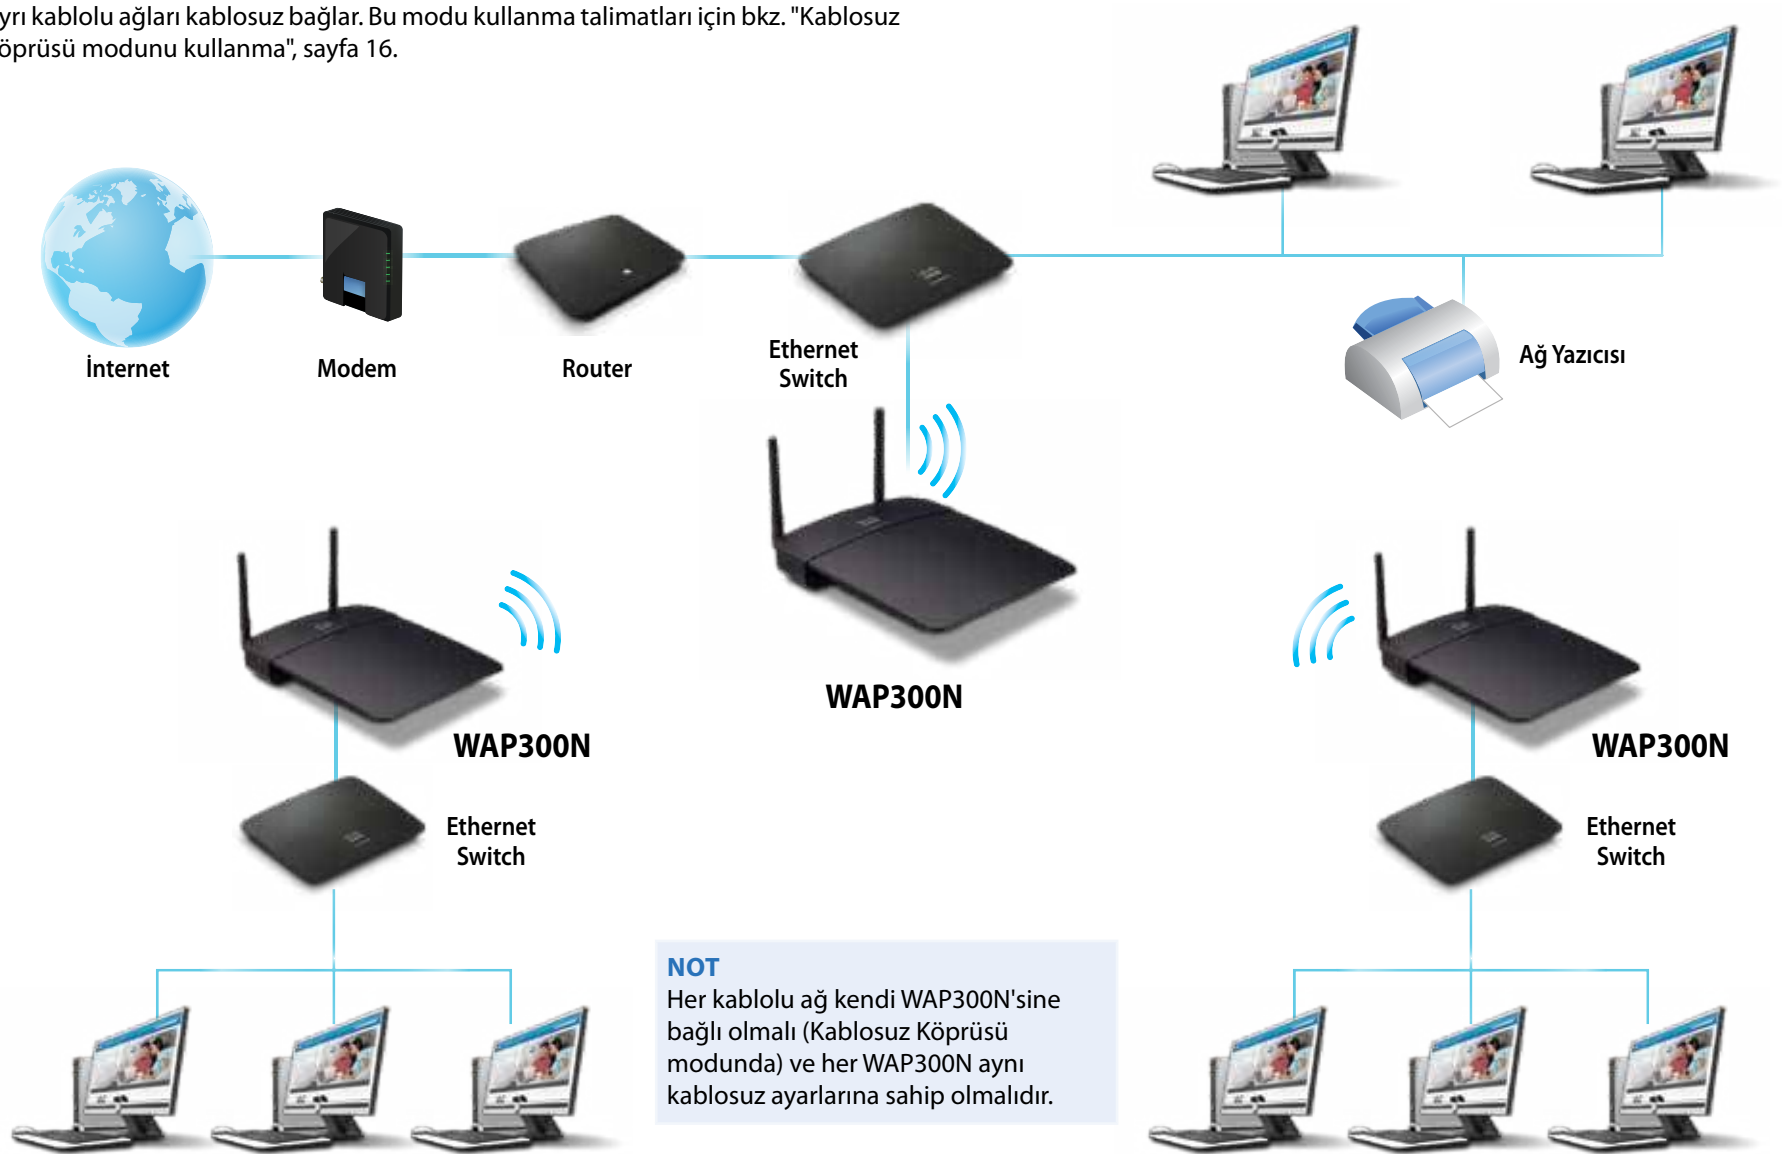 yrı kablolu ağları kablosuz bağlar. Bu modu kullanma talimatları için bkz. "Kablosuz
öprüsü modunu kullanma", sayfa 16.
İnternet
Modem
Router
Ethernet
Switch
Ağ Yazıcısı
WAP300N
WAP300N
WAP300N
Ethernet
Switch
Ethernet
Switch
NOT
Her kablolu ağ kendi WAP300N'sine
bağlı olmalı (Kablosuz Köprüsü
modunda) ve her WAP300N aynı
kablosuz ayarlarına sahip olmalıdır.